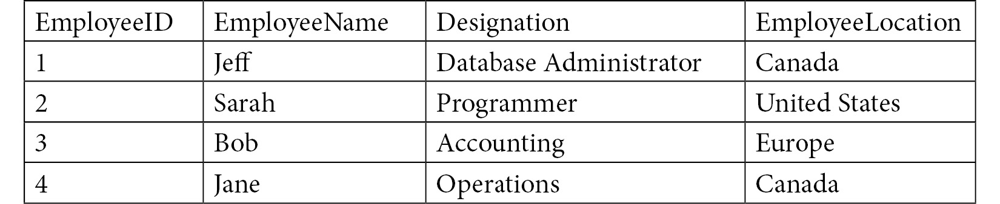 EmployeeID EmployeeName Designation EmployeeLocation
1 Jeff Database Administrator Canada
2 Sarah Programmer United States
3 Bob Accounting Europe
4 Jane Operations Canada